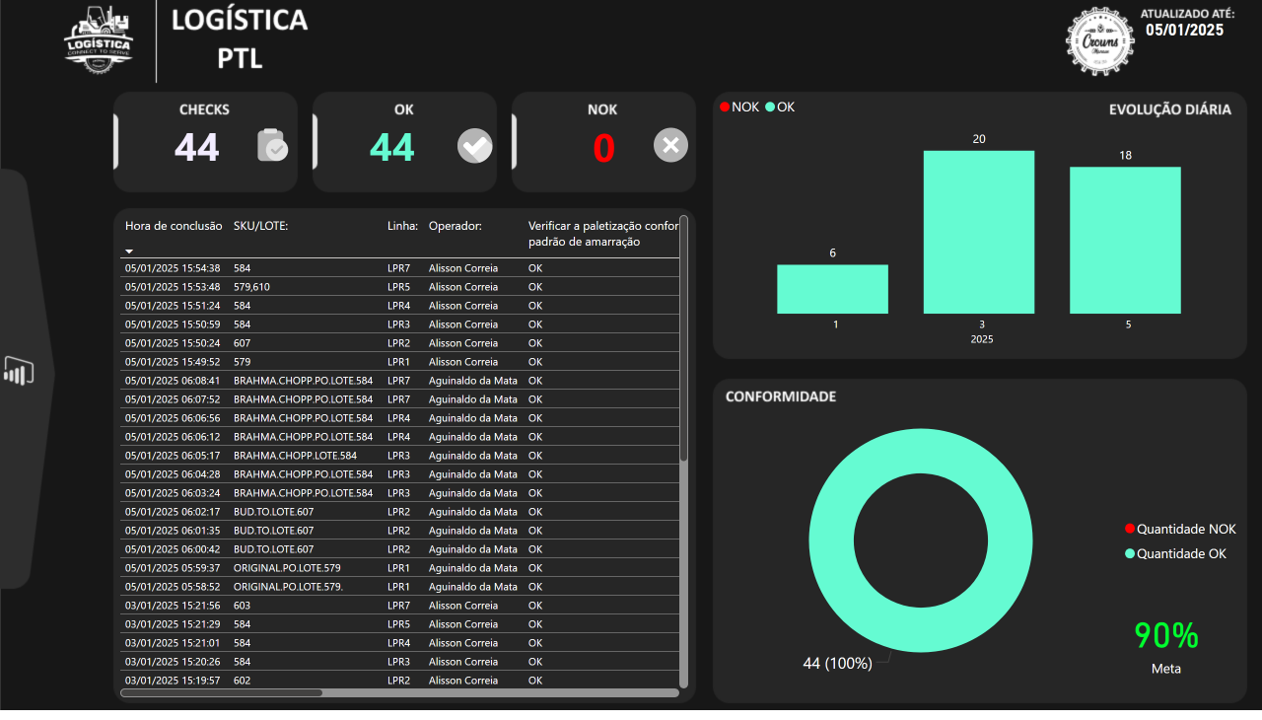 LOGÍSTICA
CONNECT TO SERVE
LOGÍSTICA
PTL
Crowns
ATUALIZADO ATÉ:
05/01/2025
CHECKS
44
OK
44
NOK
0
Hora de conclusão SKU/LOTE: Linha: Operador: Verificar a paletização confor
padrão de amarração
05/01/2025 15:54:38 584 LPR7 Alisson Correia OK
05/01/2025 15:53:48 579,610 LPR5 Alisson Correia OK
05/01/2025 15:51:24 584 LPR4 Alisson Correia OK
05/01/2025 15:50:59 584 LPR3 Alisson Correia OK
05/01/2025 15:50:24 607 LPR2 Alisson Correia OK
05/01/2025 15:49:52 579 LPR1 Alisson Correia OK
05/01/2025 06:08:41 BRAHMA.CHOPP.PO.LOTE.584 LPR7 Aguinaldo da Mata OK
05/01/2025 06:07:52 BRAHMA.CHOPP.PO.LOTE.584 LPR7 Aguinaldo da Mata OK
05/01/2025 06:06:56 BRAHMA.CHOPP.PO.LOTE.584 LPR4 Aguinaldo da Mata OK
05/01/2025 06:06:12 BRAHMA.CHOPP.PO.LOTE.584 LPR4 Aguinaldo da Mata OK
05/01/2025 06:05:17 BRAHMA.CHOPP.LOTE.584 LPR3 Aguinaldo da Mata OK
05/01/2025 06:04:28 BRAHMA.CHOPP.PO.LOTE.584 LPR3 Aguinaldo da Mata OK
05/01/2025 06:03:24 BRAHMA.CHOPP.PO.LOTE.584 LPR3 Aguinaldo da Mata OK
05/01/2025 06:02:17 BUD.TO.LOTE.607 LPR2 Aguinaldo da Mata OK
05/01/2025 06:01:35 BUD.TO.LOTE.607 LPR2 Aguinaldo da Mata OK
05/01/2025 06:00:42 BUD.TO.LOTE.607 LPR2 Aguinaldo da Mata OK
05/01/2025 05:59:37 ORIGINAL.PO.LOTE.579 LPR1 Aguinaldo da Mata OK
05/01/2025 05:58:52 ORIGINAL.PO.LOTE.579. LPR1 Aguinaldo da Mata OK
03/01/2025 15:21:56 603 LPR7 Alisson Correia OK
03/01/2025 15:21:29 584 LPR5 Alisson Correia OK
03/01/2025 15:21:01 584 LPR4 Alisson Correia OK
03/01/2025 15:20:26 584 LPR3 Alisson Correia OK
03/01/2025 15:19:57 602 LPR2 Alisson Correia OK
NOK OK
EVOLUÇÃO DIÁRIA
6 20 18
1 3 5
2025
CONFORMIDADE
Quantidade NOK
Quantidade OK
44 (100%)
90%
Meta